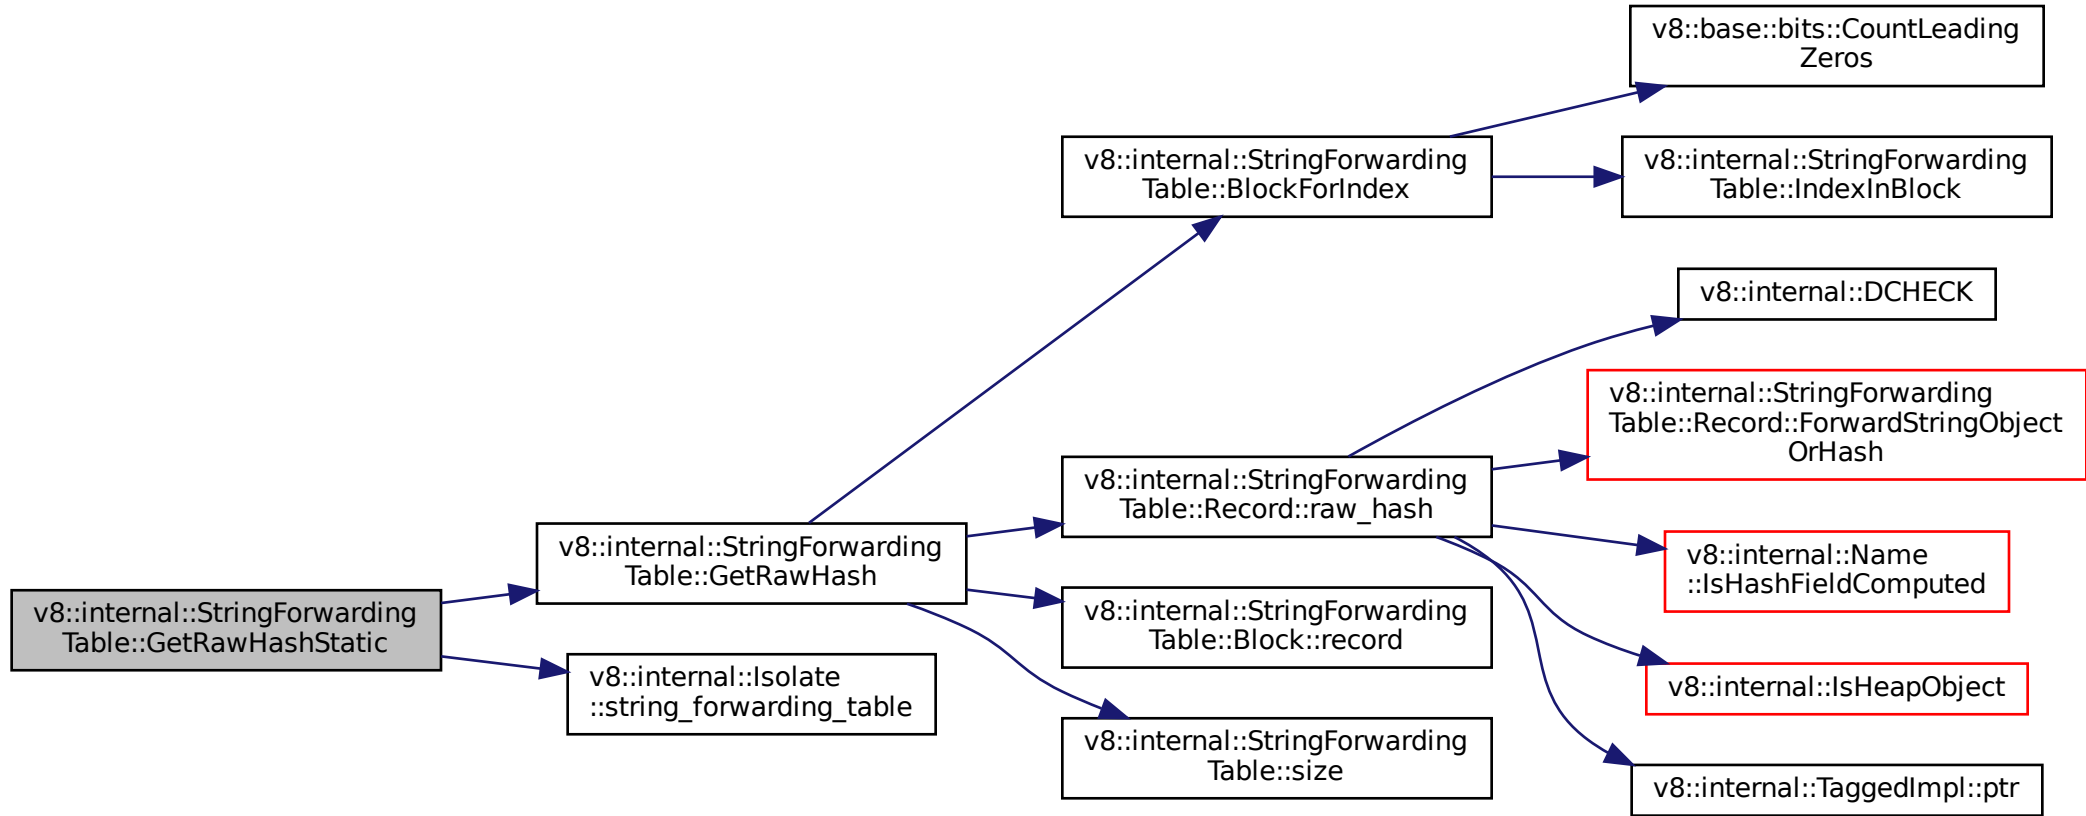 v8::base::bits::CountLeading
Zeros
v8::internal::StringForwarding
Table::BlockForIndex
v8::internal::StringForwarding
Table::IndexInBlock
v8::internal::DCHECK
v8::internal::StringForwarding
Table::Record::ForwardStringObject
OrHash
v8::internal::StringForwarding
Table::Record::raw_hash
v8::internal::StringForwarding
Table::GetRawHash
v8::internal::Name
::IsHashFieldComputed
v8::internal::StringForwarding
Table::GetRawHashStatic
v8::internal::StringForwarding
Table::Block::record
v8::internal::Isolate
::string_forwarding_table
v8::internal::IsHeapObject
v8::internal::StringForwarding
Table::size
v8::internal::TaggedImpl::ptr